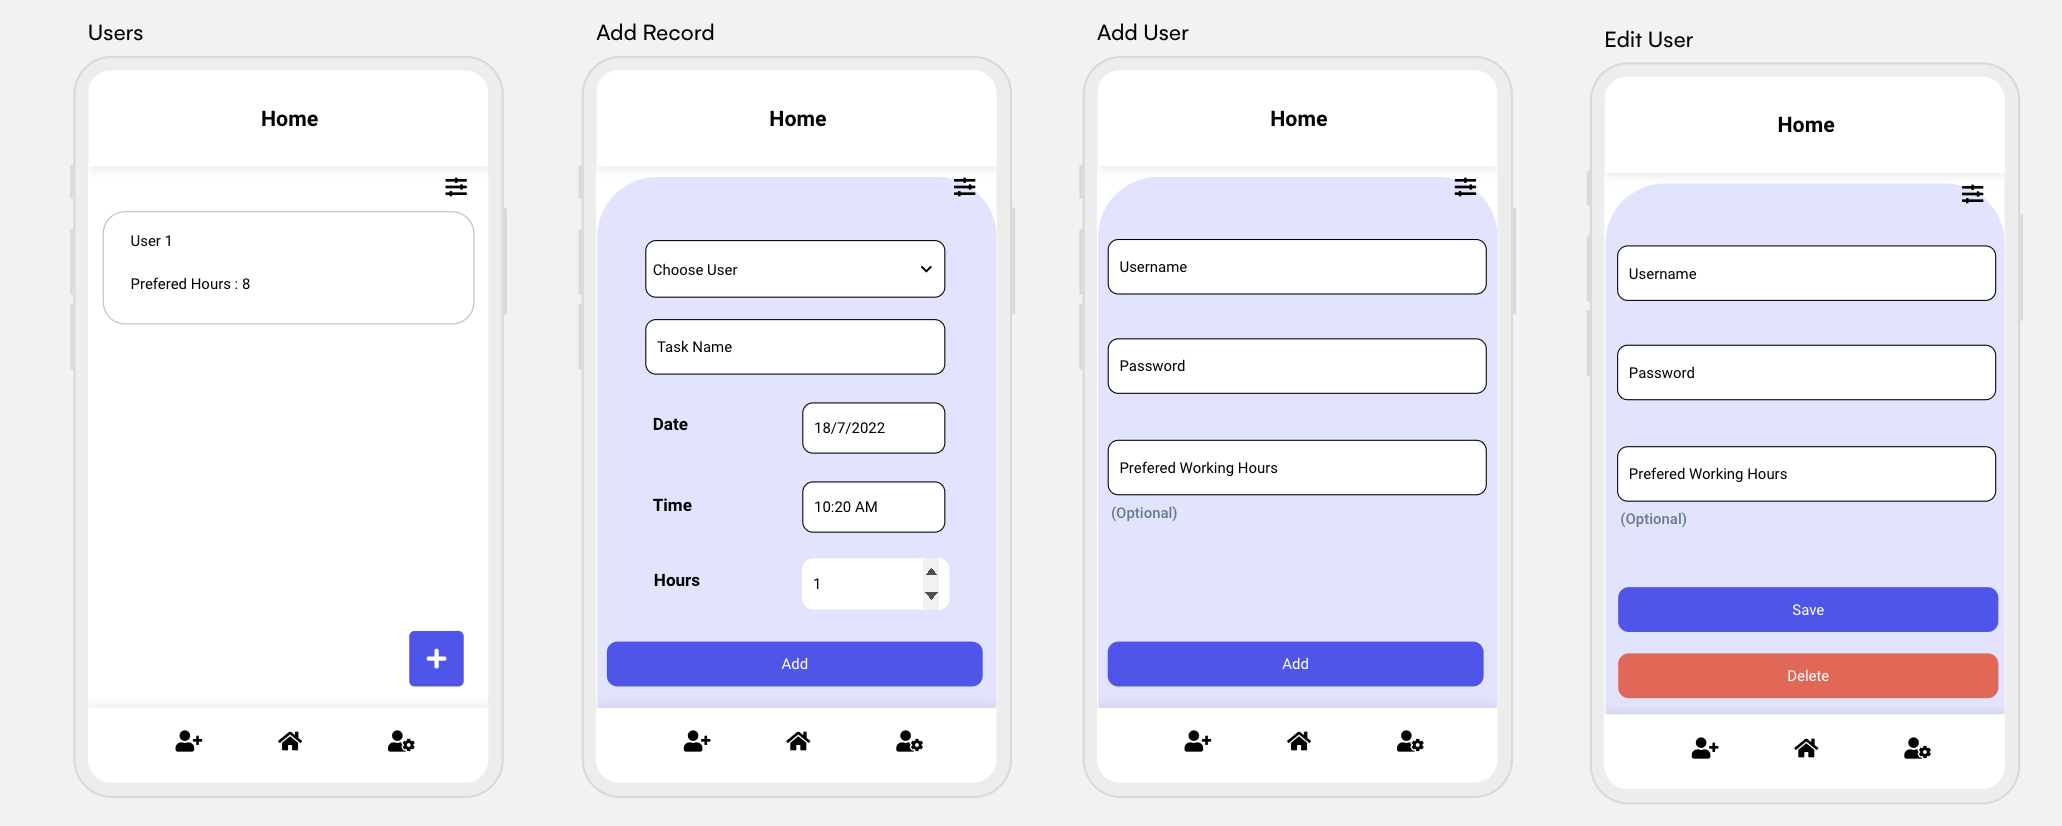 Users
Home
User 1
Prefered Hours : 8
Add Record
Home
Choose User
Task Name
Date
18/7/2022
Time
10:20 AM
Hours
1
Add
Add User
Home
Username
Password
Prefered Working Hours
(Optional)
Add
Edit User
Home
Username
Password
Prefered Working Hours
(Optional)
Save
Delete